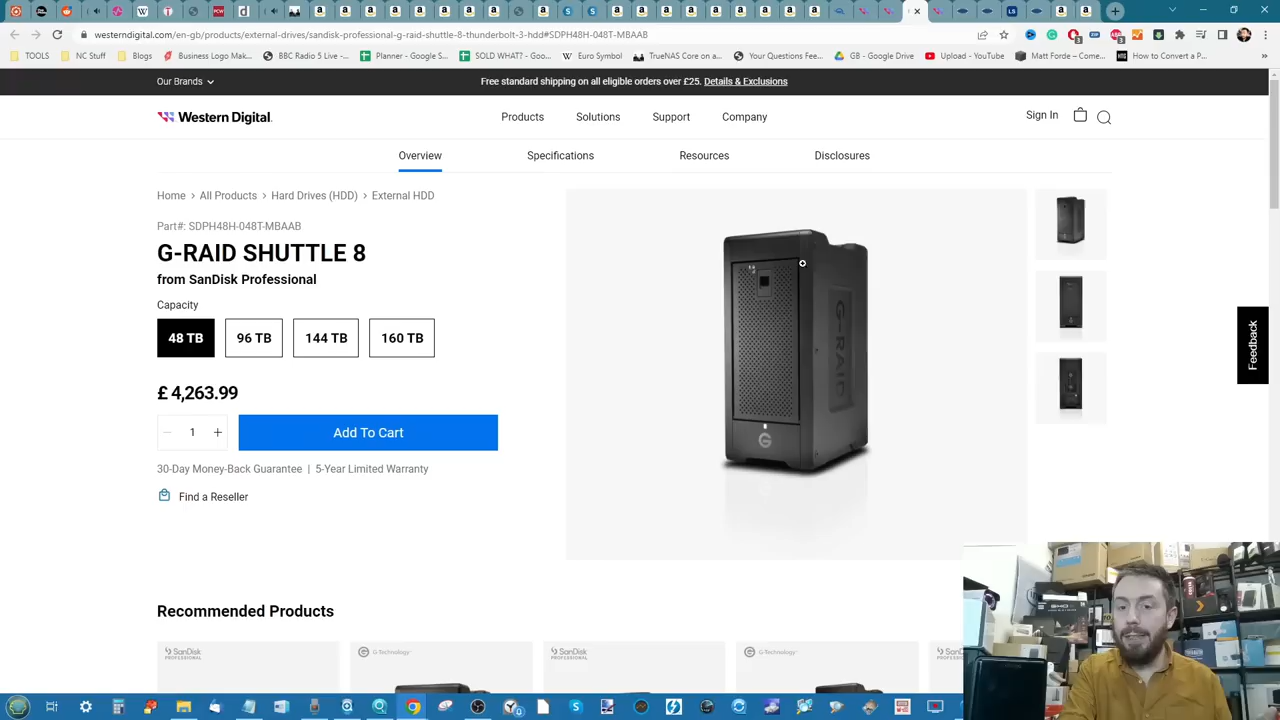 westerndigital.com/en-gb/products/external-drives/sandisk-professional-g-raid-shuttle-8-thunderbolt-3-hdd#SDPH48H-048T-MBAAB
TOOLS
NC Stuff
Blogs
Business Logo Mak...
BBC Radio 5 Live -...
Planner - Google S...
SOLD WHAT? - Goo...
Euro Symbol
TrueNAS Core on a...
Your Questions Fee...
GB - Google Drive
Upload - YouTube
Matt Forde – Come...
How to Convert a P...
Our Brands
Free standard shipping on all eligible orders over £25. Details & Exclusions
Western Digital.
Products
Solutions
Support
Company
Sign In
Overview
Specifications
Resources
Disclosures
Home > All Products > Hard Drives (HDD) > External HDD
Part#: SDPH48H-048T-MBAAB
G-RAID SHUTTLE 8
from SanDisk Professional
Capacity
48 TB
96 TB
144 TB
160 TB
£ 4,263.99
1
Add To Cart
30-Day Money-Back Guarantee | 5-Year Limited Warranty
Find a Reseller
G-RAID
Feedback
Recommended Products
SanDisk PROFESSIONAL
G-Technology
SanDisk PROFESSIONAL
G-Technology